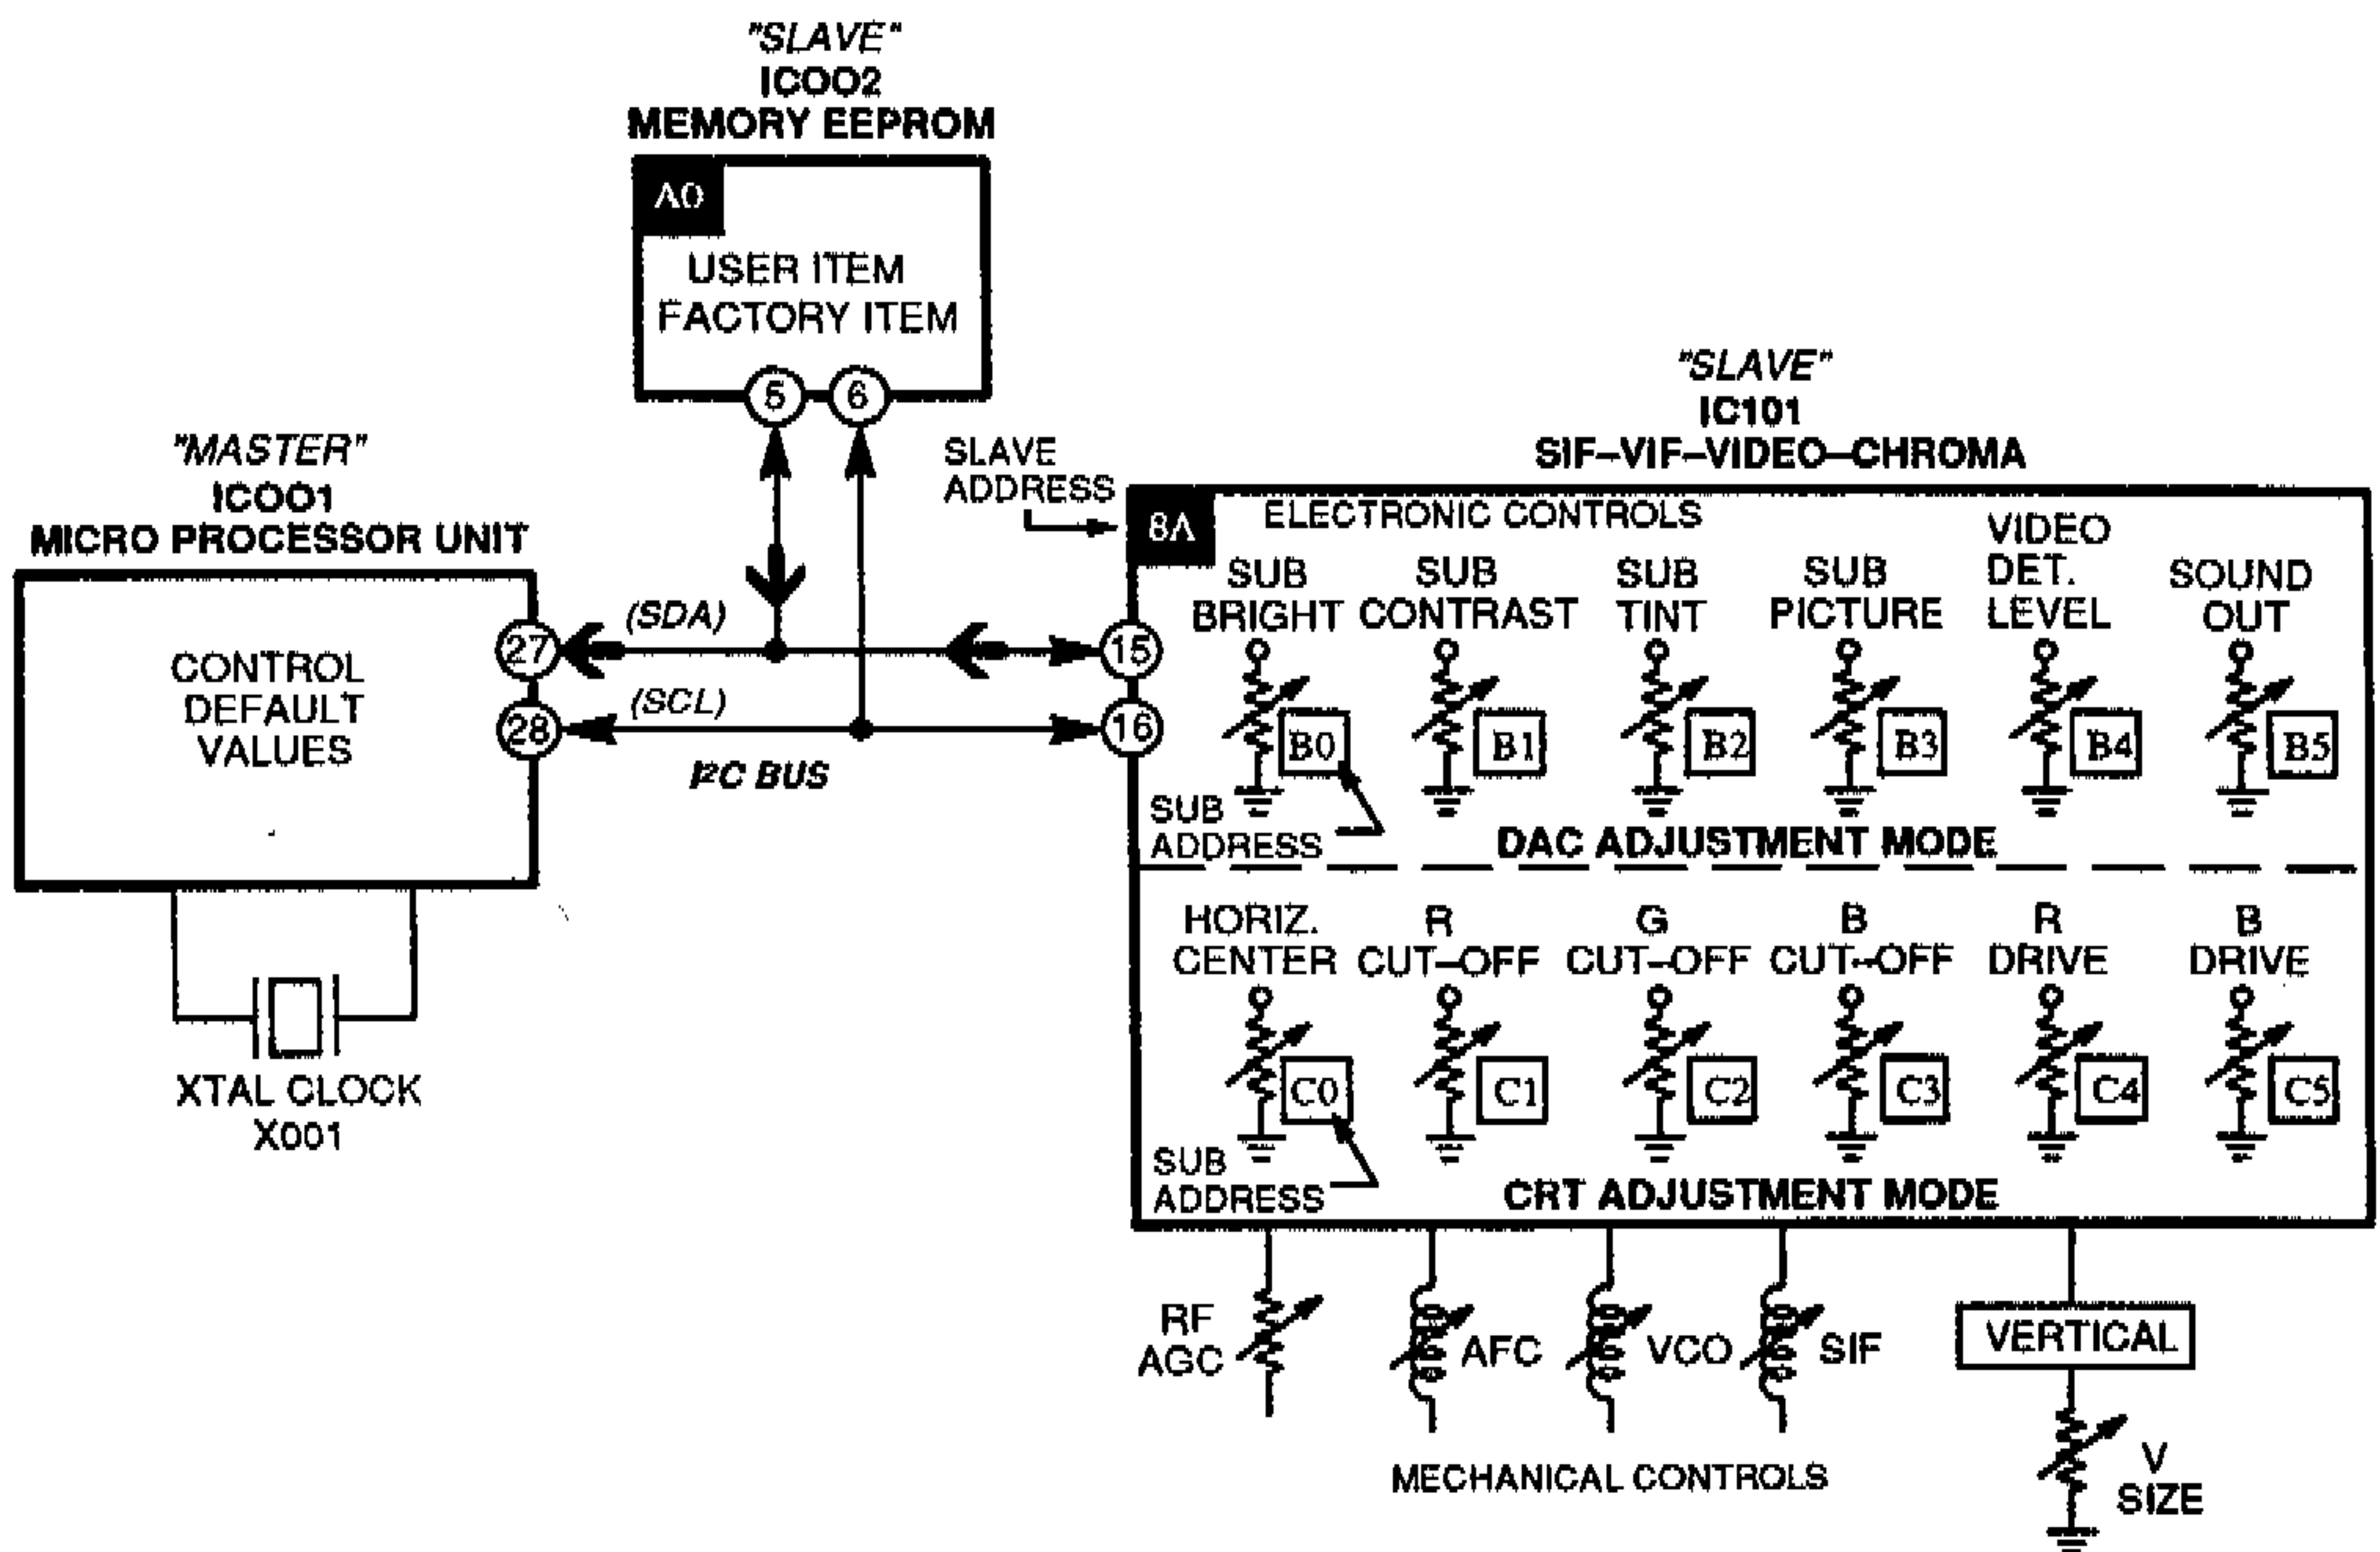 "SLAVE"
ICOO2
MEMORY EEPROM
A0
USER ITEM
FACTORY ITEM
5 6
"MASTER"
ICOO1
MICRO PROCESSOR UNIT
CONTROL
DEFAULT
VALUES
27
28
(SDA)
(SCL)
I²C BUS
XTAL CLOCK
X001
SLAVE
ADDRESS
"SLAVE"
IC101
SIF–VIF–VIDEO–CHROMA
8A
15
16
ELECTRONIC CONTROLS
SUB
BRIGHT
SUB
CONTRAST
SUB
TINT
SUB
PICTURE
VIDEO
DET.
LEVEL
SOUND
OUT
B0 B1 B2 B3 B4 B5
SUB
ADDRESS
DAC ADJUSTMENT MODE
HORIZ.
CENTER
R
CUT–OFF
G
CUT–OFF
B
CUT–OFF
R
DRIVE
B
DRIVE
C0 C1 C2 C3 C4 C5
SUB
ADDRESS
CRT ADJUSTMENT MODE
RF
AGC
AFC
VCO
SIF
VERTICAL
MECHANICAL CONTROLS
V
SIZE